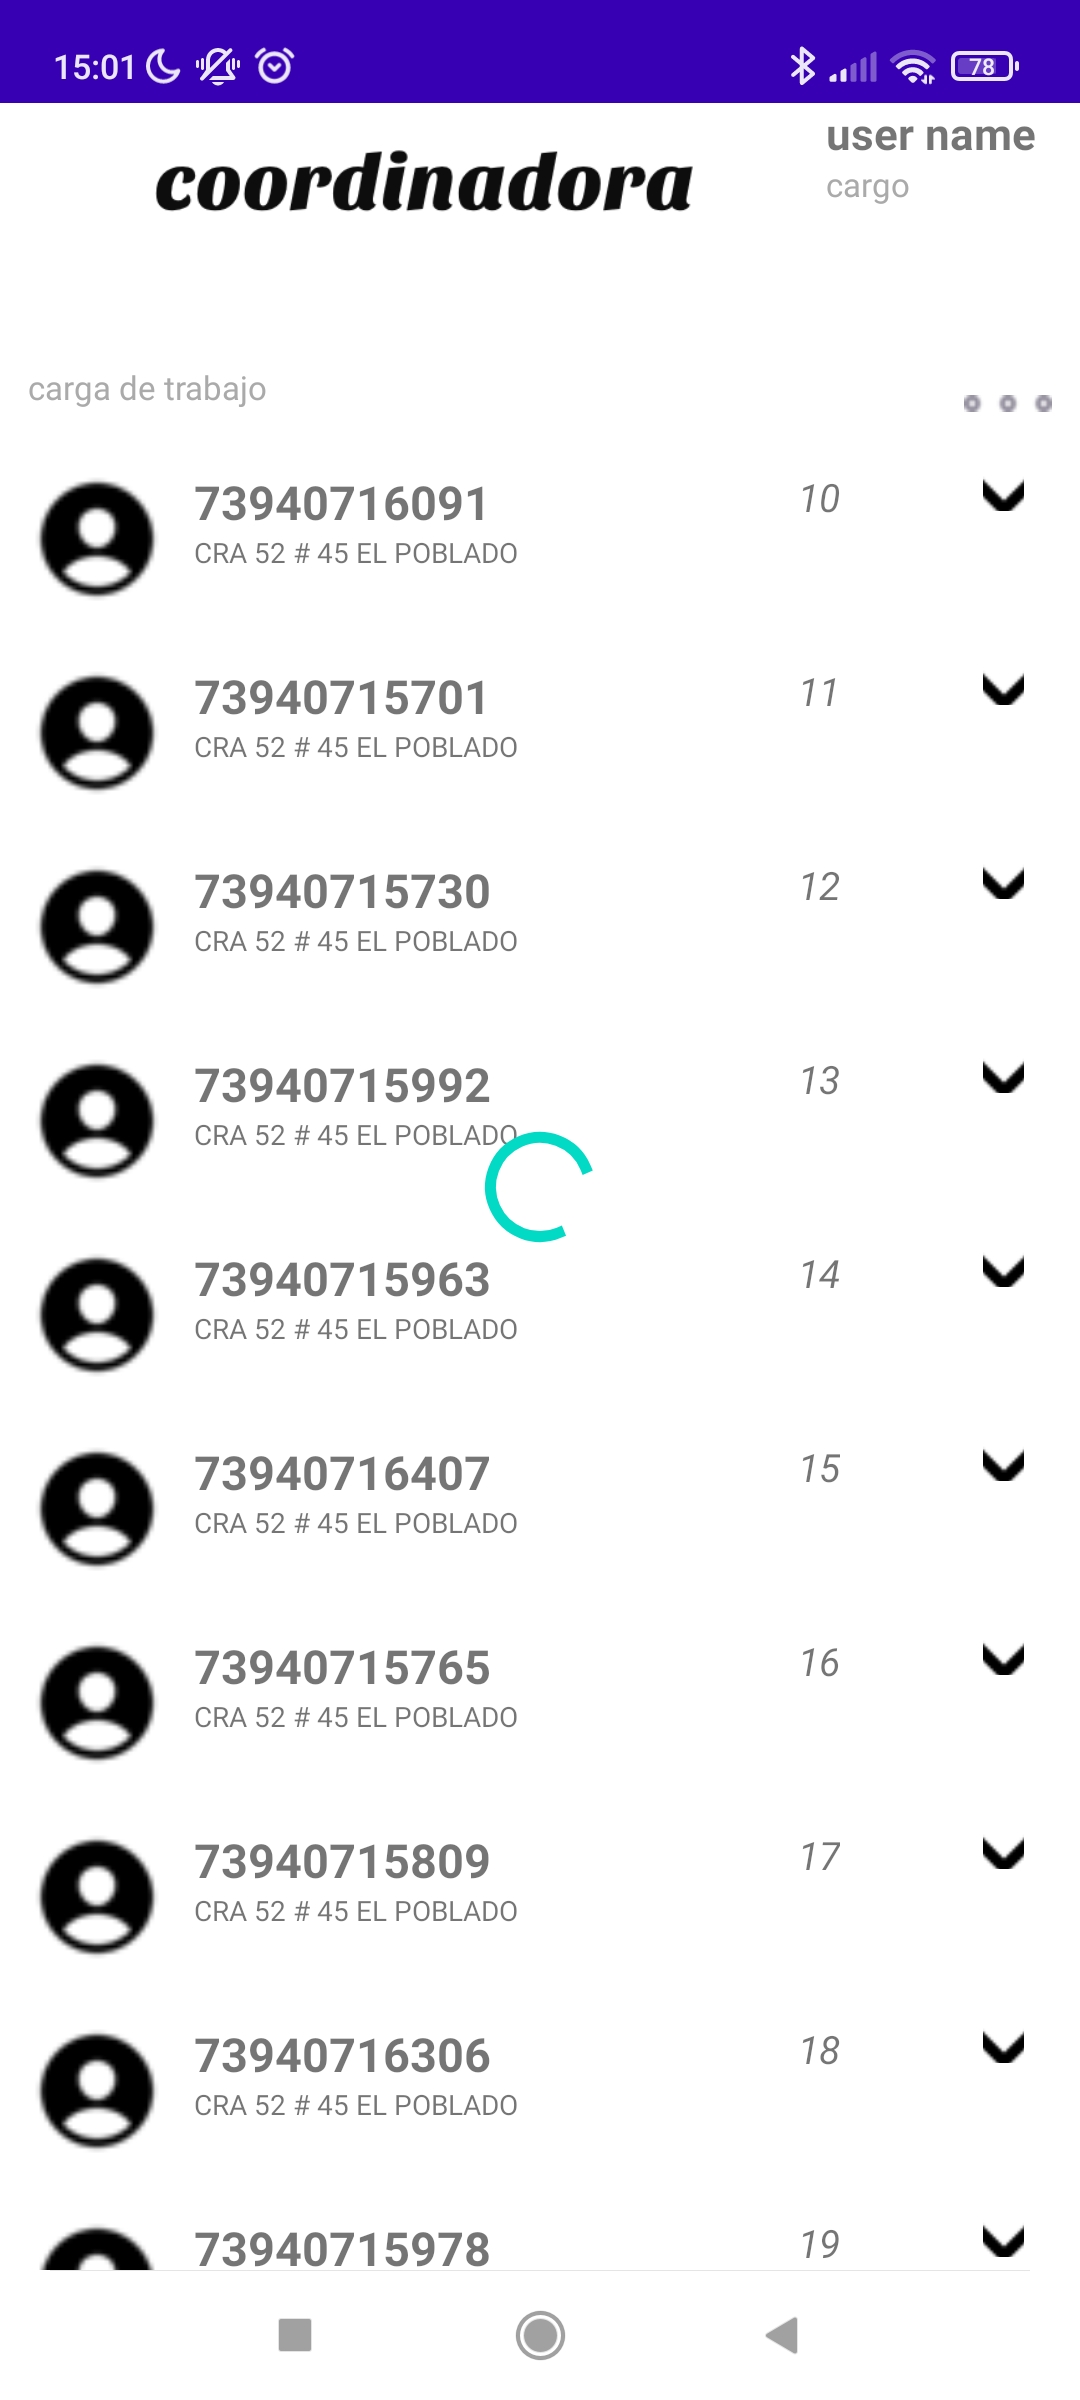 15:01
78
user name
coordinadora
cargo
carga de trabajo
73940716091
10
CRA 52 # 45 EL POBLADO
73940715701
11
CRA 52 # 45 EL POBLADO
73940715730
12
CRA 52 # 45 EL POBLADO
73940715992
13
CRA 52 # 45 EL POBLADO
73940715963
14
CRA 52 # 45 EL POBLADO
73940716407
15
CRA 52 # 45 EL POBLADO
73940715765
16
CRA 52 # 45 EL POBLADO
73940715809
17
CRA 52 # 45 EL POBLADO
73940716306
18
CRA 52 # 45 EL POBLADO
73940715978
19